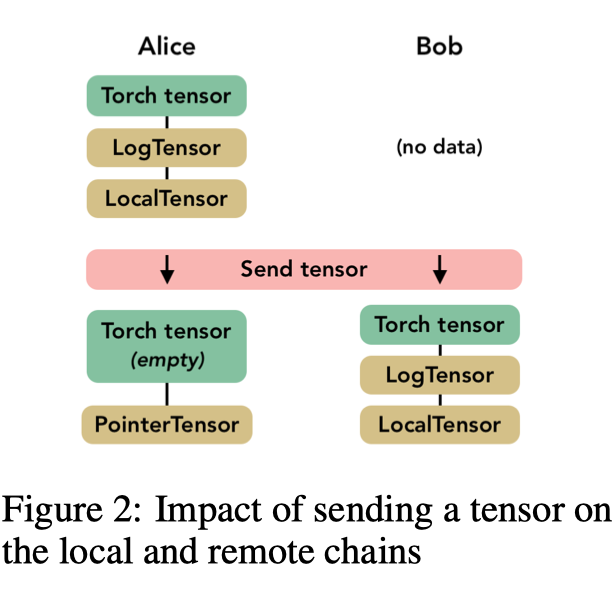 Alice
Bob
Torch tensor
LogTensor
(no data)
LocalTensor
Send tensor
Torch tensor
(empty)
Torch tensor
LogTensor
PointerTensor
LocalTensor
Figure 2: Impact of sending a tensor on
the local and remote chains